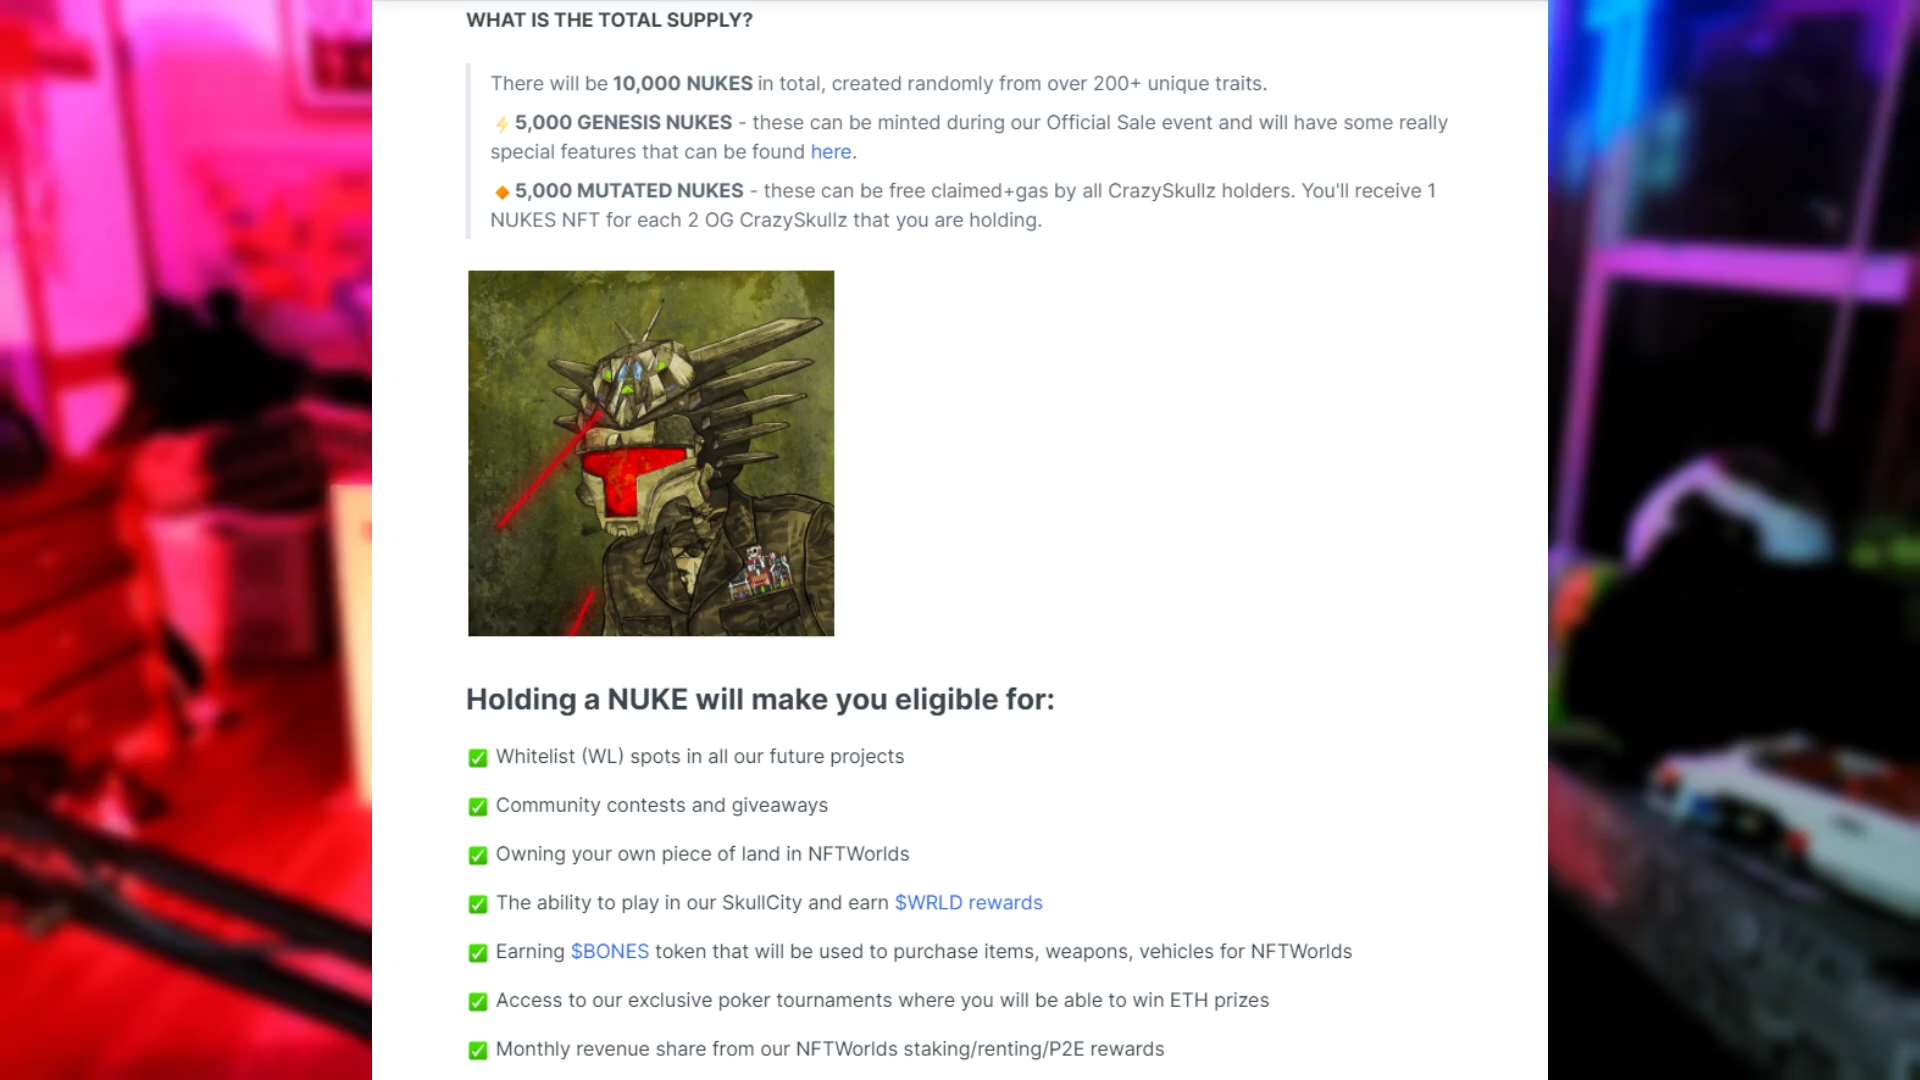 WHAT IS THE TOTAL SUPPLY?
There will be 10,000 NUKES in total, created randomly from over 200+ unique traits.
⚡5,000 GENESIS NUKES - these can be minted during our Official Sale event and will have some really
special features that can be found here.
🔸5,000 MUTATED NUKES - these can be free claimed+gas by all CrazySkullz holders. You'll receive 1
NUKES NFT for each 2 OG CrazySkullz that you are holding.
Holding a NUKE will make you eligible for:
✅ Whitelist (WL) spots in all our future projects
✅ Community contests and giveaways
✅ Owning your own piece of land in NFTWorlds
✅ The ability to play in our SkullCity and earn $WRLD rewards
✅ Earning $BONES token that will be used to purchase items, weapons, vehicles for NFTWorlds
✅ Access to our exclusive poker tournaments where you will be able to win ETH prizes
✅ Monthly revenue share from our NFTWorlds staking/renting/P2E rewards